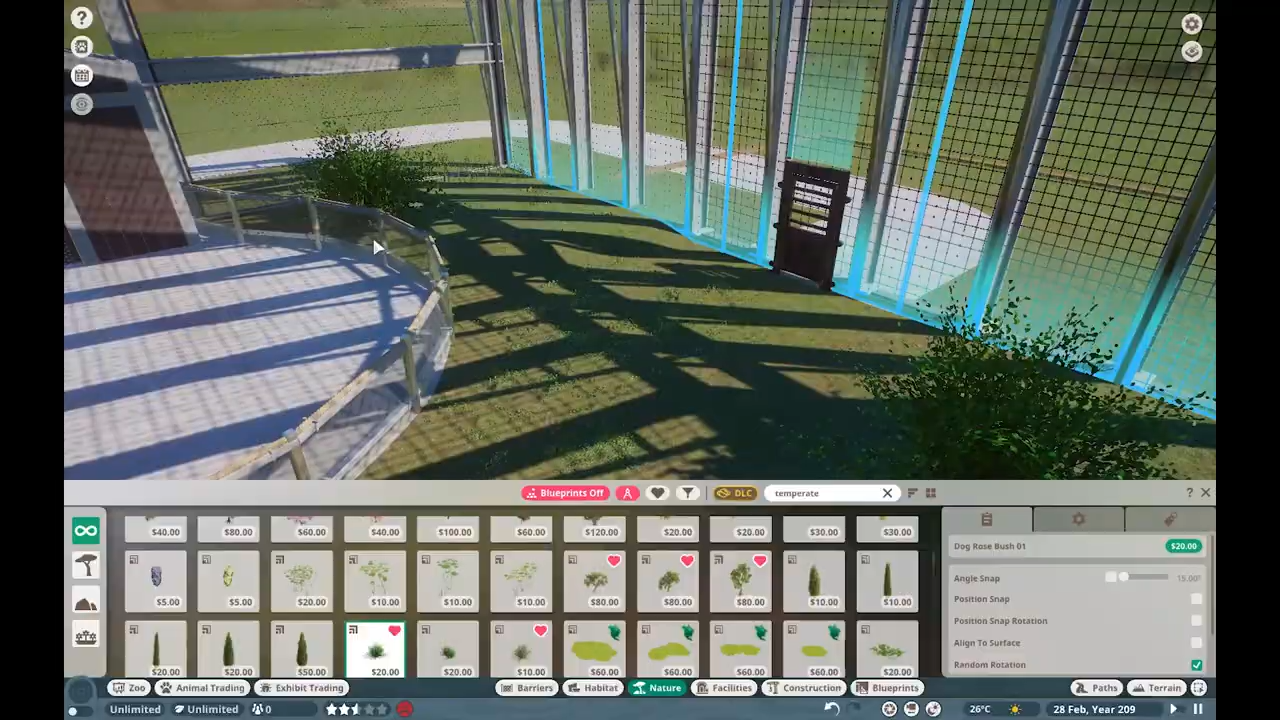 ?
Blueprints Off
DLC
temperate
?
$40.00 $80.00 $60.00 $40.00 $100.00 $60.00 $120.00 $20.00 $20.00 $30.00 $30.00
$5.00 $5.00 $20.00 $10.00 $10.00 $10.00 $80.00 $80.00 $80.00 $10.00 $10.00
$20.00 $20.00 $50.00 $20.00 $20.00 $10.00 $60.00 $60.00 $60.00 $60.00 $20.00
Dog Rose Bush 01 $20.00
Angle Snap 15.00°
Position Snap
Position Snap Rotation
Align To Surface
Random Rotation
Zoo Animal Trading Exhibit Trading Barriers Habitat Nature Facilities Construction Blueprints Paths Terrain
Unlimited Unlimited 0 26°C 28 Feb, Year 209